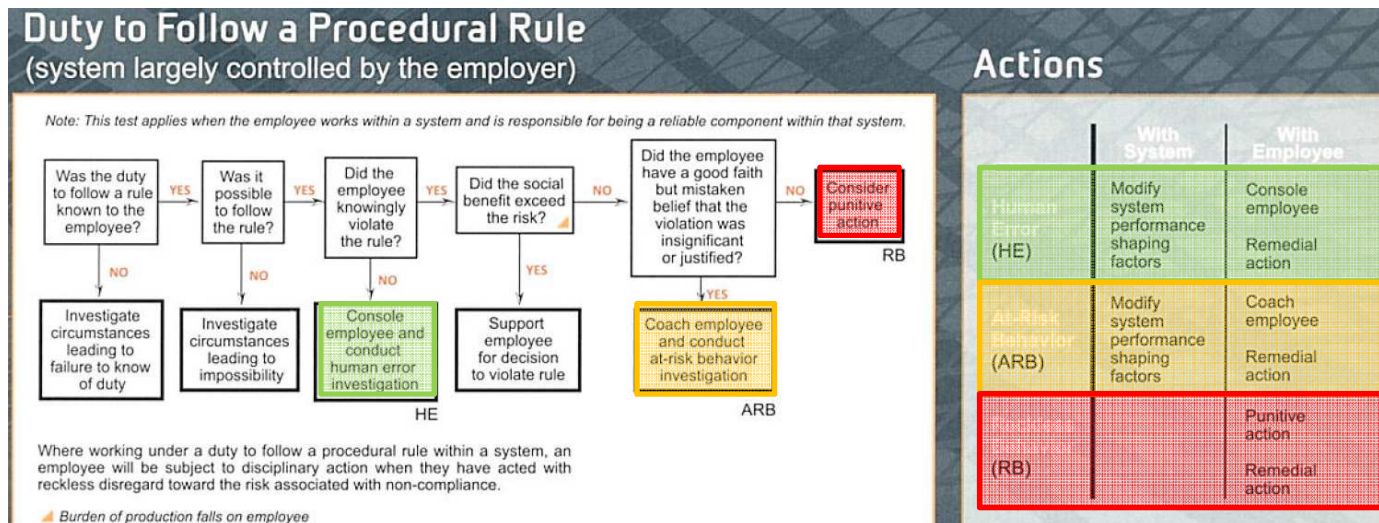 Duty to Follow a Procedural Rule
(system largely controlled by the employer)
Note: This test applies when the employee works within a system and is responsible for being a reliable component within that system.
Was the duty
to follow a rule
known to the
employee?
YES
Was it
possible
to follow
the rule?
YES
Did the
employee
knowingly
violate
the rule?
YES
Did the social
benefit exceed
the risk?
NO
Did the employee
have a good faith
but mistaken
belief that the
violation was
insignificant
or justified?
NO
Consider
punitive
action
RB
NO
NO
NO
YES
YES
Investigate
circumstances
leading to
failure to know
of duty
Investigate
circumstances
leading to
impossibility
Console
employee and
conduct
human error
investigation
HE
Support
employee
for decision
to violate rule
Coach employee
and conduct
at-risk behavior
investigation
ARB
Where working under a duty to follow a procedural rule within a system, an
employee will be subject to disciplinary action when they have acted with
reckless disregard toward the risk associated with non-compliance.
Burden of production falls on employee
Actions
With
System
With
Employee
Human
Error
(HE)
Modify
system
performance
shaping
factors
Console
employee
Remedial
action
At-Risk
Behavior
(ARB)
Modify
system
performance
shaping
factors
Coach
employee
Remedial
action
(RB)
Punitive
action
Remedial
action